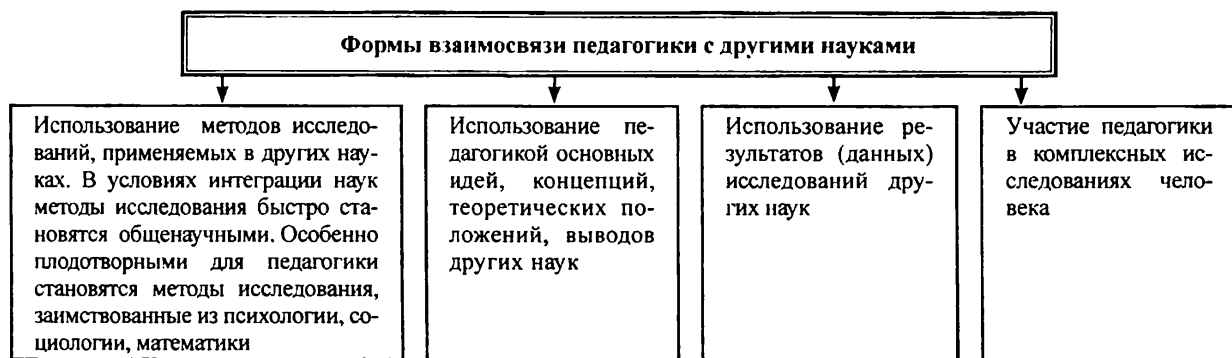 Формы взаимосвязи педагогики с другими науками
Использование методов исследо-
ваний, применяемых в других нау-
ках. В условиях интеграции наук
методы исследования быстро ста-
новятся общенаучными. Особенно
плодотворными для педагогики
становятся методы исследования,
заимствованные из психологии, со-
циологии, математики
Использование пе-
дагогикой основных
идей, концепций,
теоретических по-
ложений, выводов
других наук
Использование ре-
зультатов (данных)
исследований дру-
гих наук
Участие педагогики
в комплексных ис-
следованиях чело-
века